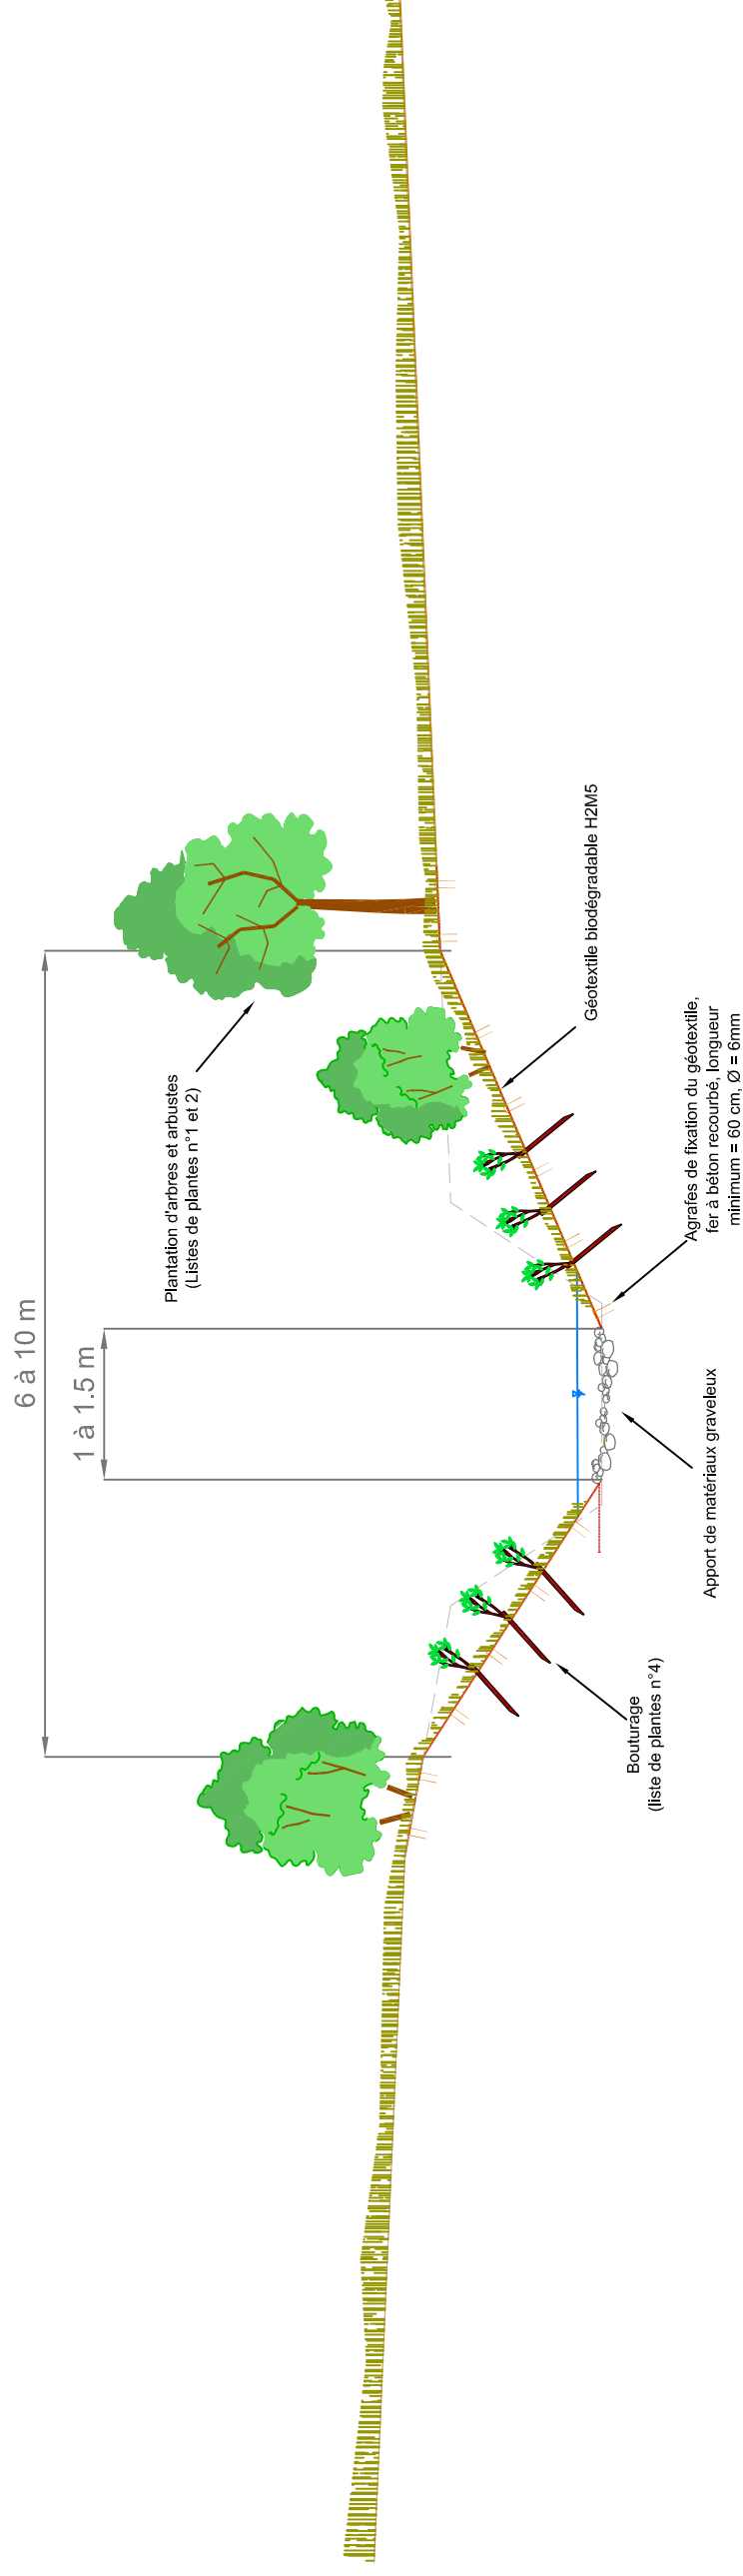 6 à 10 m
1 à 1.5 m
Plantation d'arbres et arbustes
(Listes de plantes n°1 et 2)
Géotextile biodégradable H2M5
Agrafes de fixation du géotextile,
fer à béton recourbé, longueur
minimum = 60 cm, Ø = 6mm
Apport de matériaux graveleux
Bouturage
(liste de plantes n°4)